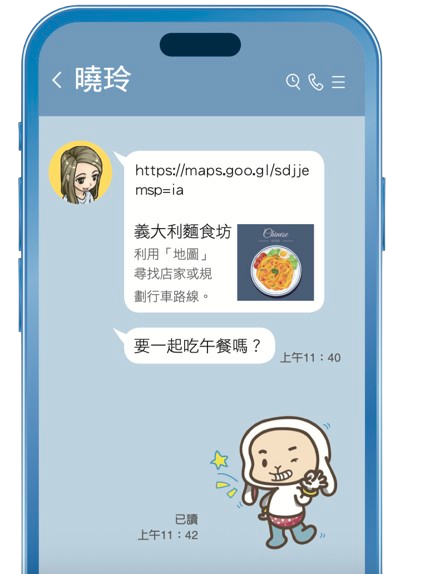 曉玲
https://maps.goo.gl/sdjje
msp=ia
義大利麵食坊
利用「地圖」
尋找店家或規
劃行車路線。
Chinese
要一起吃午餐嗎？
上午11：40
已讀
上午11：42